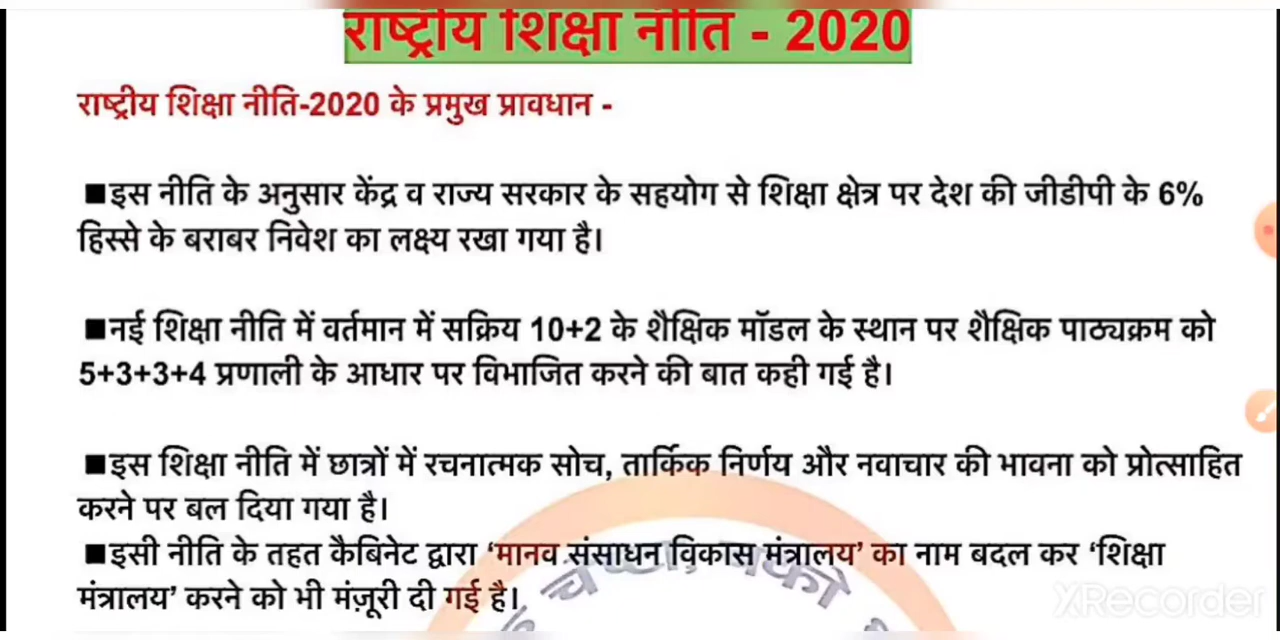 राष्ट्रीय शिक्षा नीति - 2020
राष्ट्रीय शिक्षा नीति-2020 के प्रमुख प्रावधान -
■इस नीति के अनुसार केंद्र व राज्य सरकार के सहयोग से शिक्षा क्षेत्र पर देश की जीडीपी के 6%
हिस्से के बराबर निवेश का लक्ष्य रखा गया है।
■नई शिक्षा नीति में वर्तमान में सक्रिय 10+2 के शैक्षिक मॉडल के स्थान पर शैक्षिक पाठ्यक्रम को
5+3+3+4 प्रणाली के आधार पर विभाजित करने की बात कही गई है।
■इस शिक्षा नीति में छात्रों में रचनात्मक सोच, तार्किक निर्णय और नवाचार की भावना को प्रोत्साहित
करने पर बल दिया गया है।
■इसी नीति के तहत कैबिनेट द्वारा ‘मानव संसाधन विकास मंत्रालय’ का नाम बदल कर ‘शिक्षा
मंत्रालय’ करने को भी मंज़ूरी दी गई है।
XRecorder